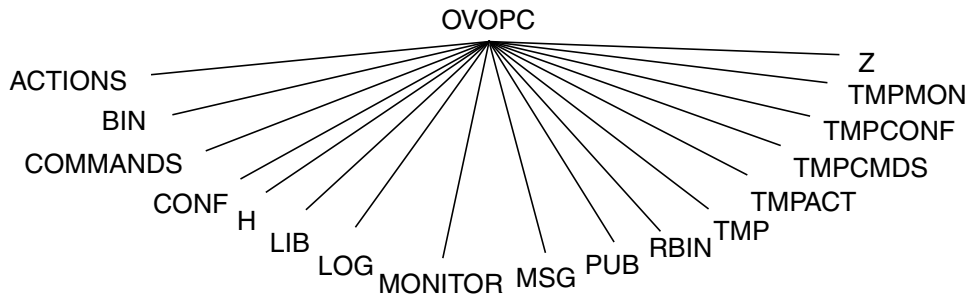 OVOPC
ACTIONS
BIN
COMMANDS
CONF
H
LIB
LOG
MONITOR
MSG
PUB
RBIN
TMP
TMPACT
TMPCMDS
TMPCONF
TMPMON
Z